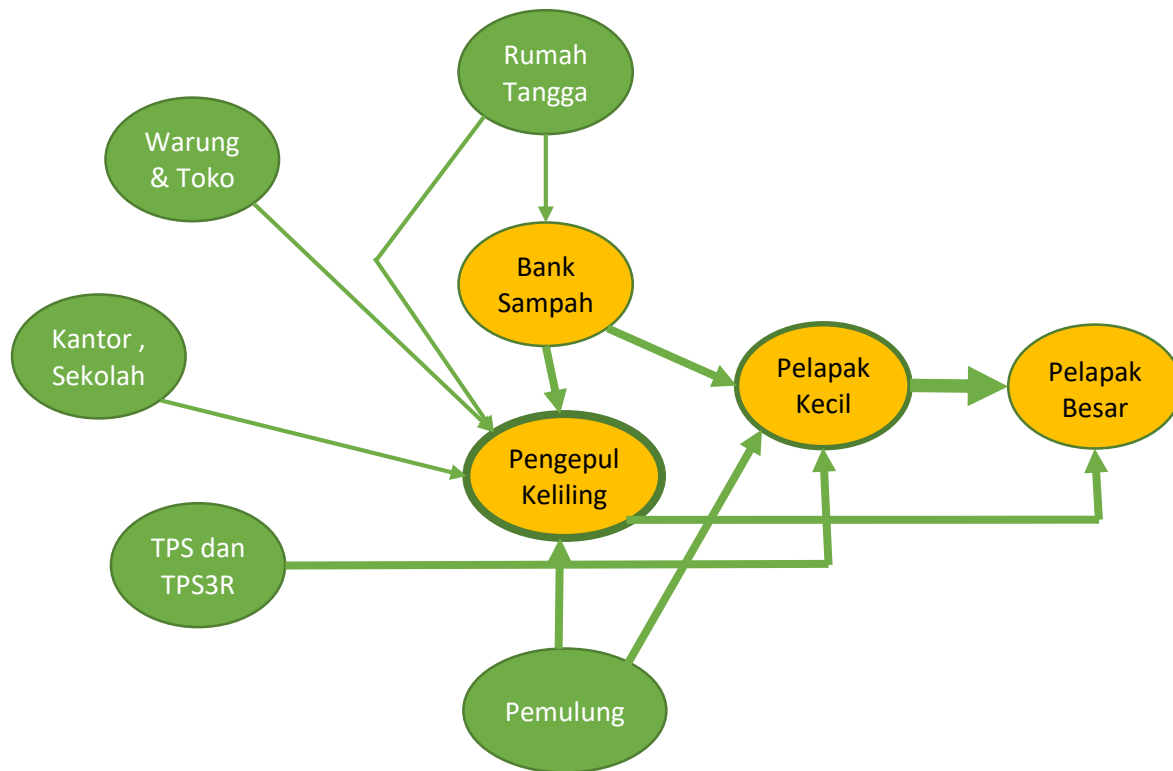 Rumah
Tangga
Warung
& Toko
Bank
Sampah
Kantor ,
Sekolah
Pelapak
Kecil
Pelapak
Besar
Pengepul
Keliling
TPS dan
TPS3R
Pemulung